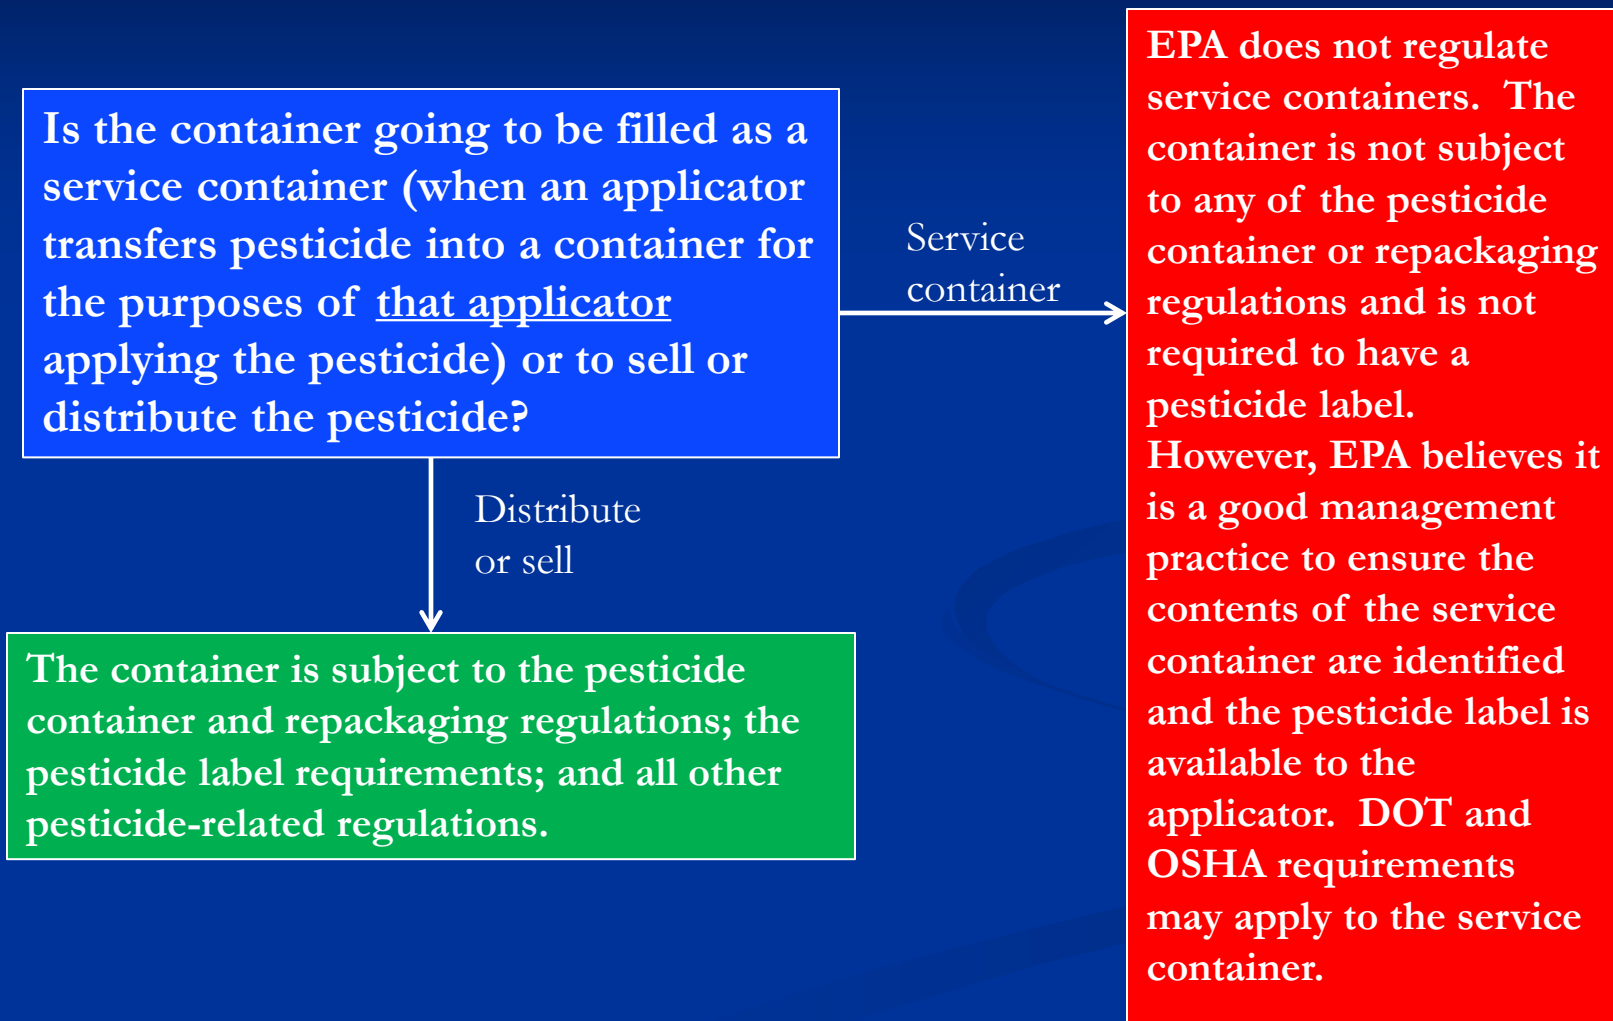 Is the container going to be filled as a
service container (when an applicator
transfers pesticide into a container for
the purposes of that applicator
applying the pesticide) or to sell or
distribute the pesticide?
Service
container
EPA does not regulate
service containers.  The
container is not subject
to any of the pesticide
container or repackaging
regulations and is not
required to have a
pesticide label.
However, EPA believes it
is a good management
practice to ensure the
contents of the service
container are identified
and the pesticide label is
available to the
applicator.  DOT and
OSHA requirements
may apply to the service
container.
Distribute
or sell
The container is subject to the pesticide
container and repackaging regulations; the
pesticide label requirements; and all other
pesticide-related regulations.